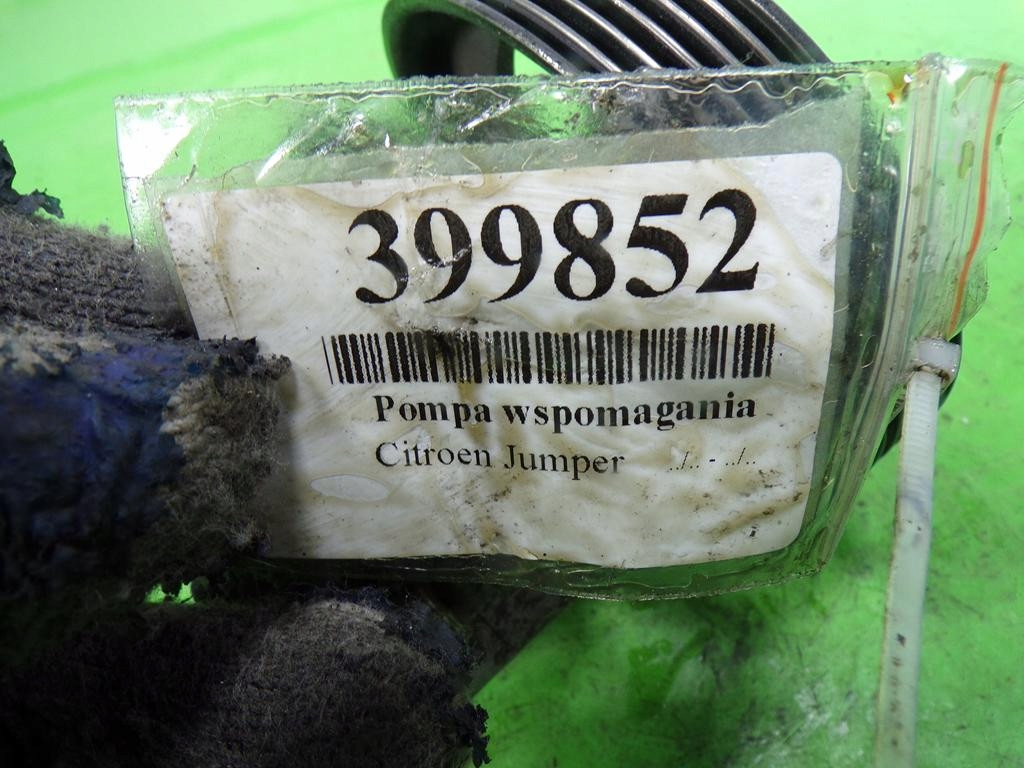 399852
Pompa wspomagania
Citroen Jumper ../.. - ../..